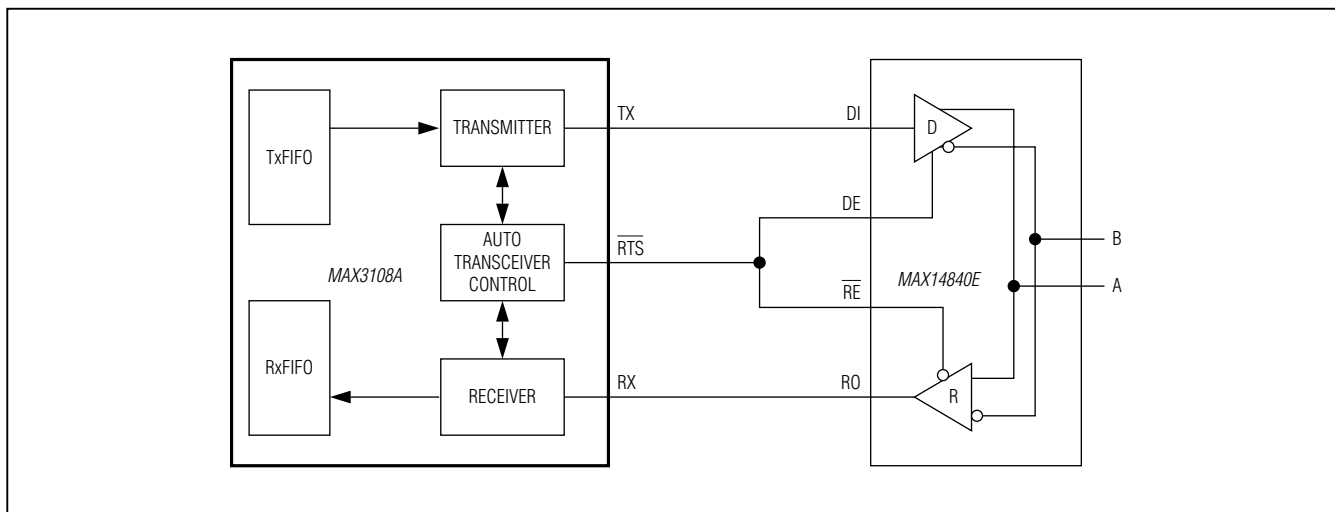 TxFIFO
TRANSMITTER
TX
DI
D
DE
AUTO
TRANSCEIVER
CONTROL
RTS
B
MAX3108A
MAX14840E
A
RE
RxFIFO
RECEIVER
RX
RO
R